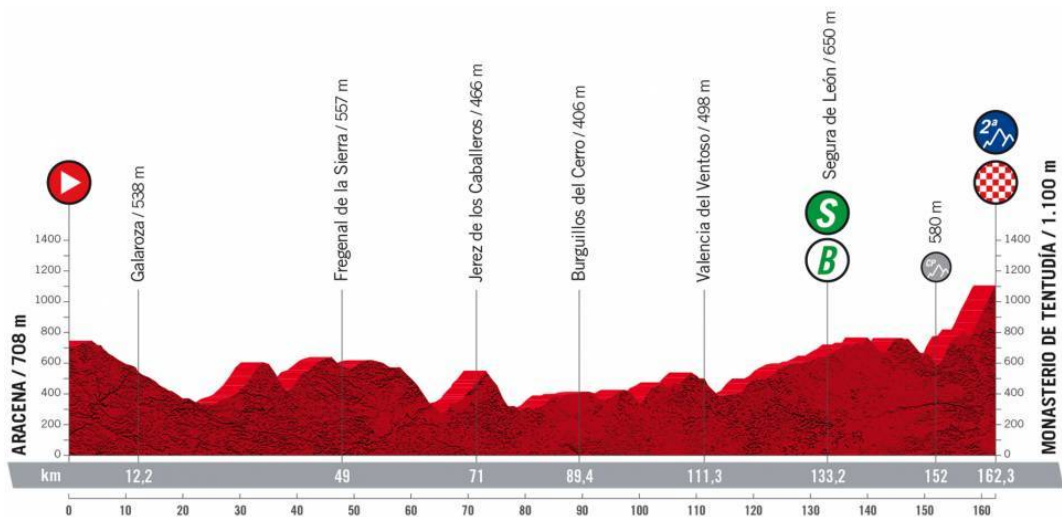 ARACENA / 708 m
Galaroza / 538 m
Fregenal de la Sierra / 557 m
Jerez de los Caballeros / 466 m
Burguillos del Cerro / 406 m
Valencia del Ventoso / 498 m
Segura de León / 650 m
S
B
580 m
CP
2ª
MONASTERIO DE TENTUDÍA / 1.100 m
1400
1200
1000
800
600
400
200
0
1400
1200
1000
800
600
400
200
0
km 12,2 49 71 89,4 111,3 133,2 152 162,3
0 10 20 30 40 50 60 70 80 90 100 110 120 130 140 150 160